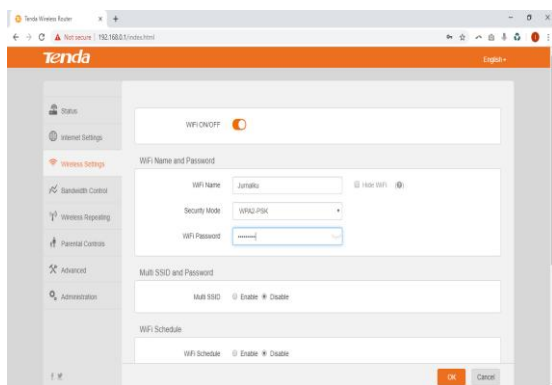 Tenda Wireless Router
Not secure | 192.168.0.1/index.html
Tenda
English
Status
Internet Settings
Wireless Settings
Bandwidth Control
Wireless Repeating
Parental Controls
Advanced
Administration
WiFi ON/OFF
WiFi Name and Password
WiFi Name Jurnalku Hide WiFi (?)
Security Mode WPA2-PSK
WiFi Password
Multi SSID and Password
Multi SSID Enable Disable
WiFi Schedule
WiFi Schedule Enable Disable
OK Cancel